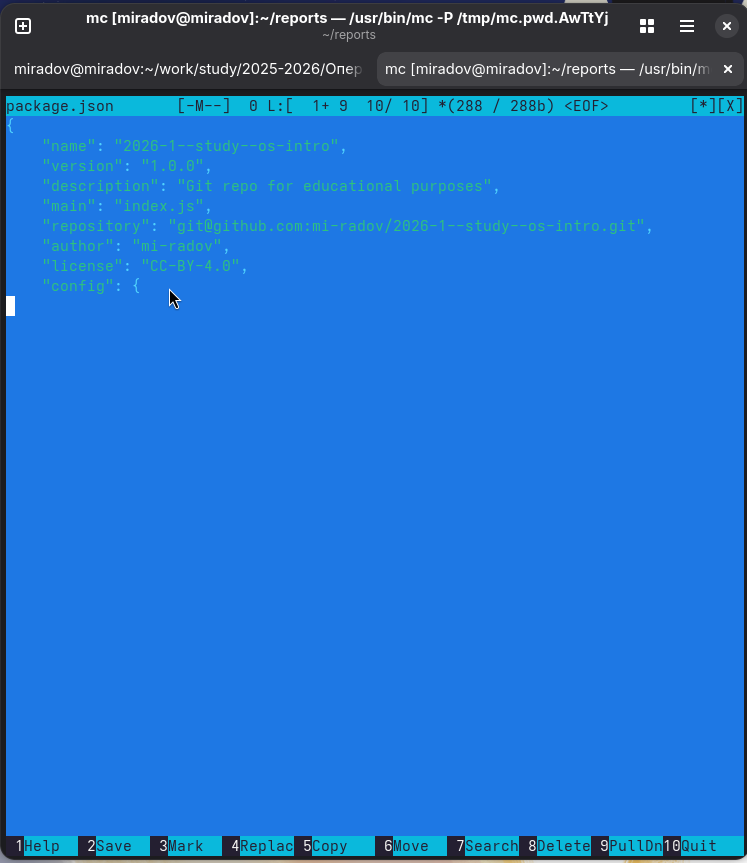 mc [miradov@miradov]:~/reports — /usr/bin/mc -P /tmp/mc.pwd.AwTtYj
~/reports
miradov@miradov:~/work/study/2025-2026/Опер
mc [miradov@miradov]:~/reports — /usr/bin/m
package.json [-M--] 0 L:[ 1+ 9 10/ 10] *(288 / 288b) <EOF> [*][X]
{
    "name": "2026-1--study--os-intro",
    "version": "1.0.0",
    "description": "Git repo for educational purposes",
    "main": "index.js",
    "repository": "git@github.com:mi-radov/2026-1--study--os-intro.git",
    "author": "mi-radov",
    "license": "CC-BY-4.0",
    "config": {
1Help 2Save 3Mark 4Replac 5Copy 6Move 7Search 8Delete 9PullDn 10Quit